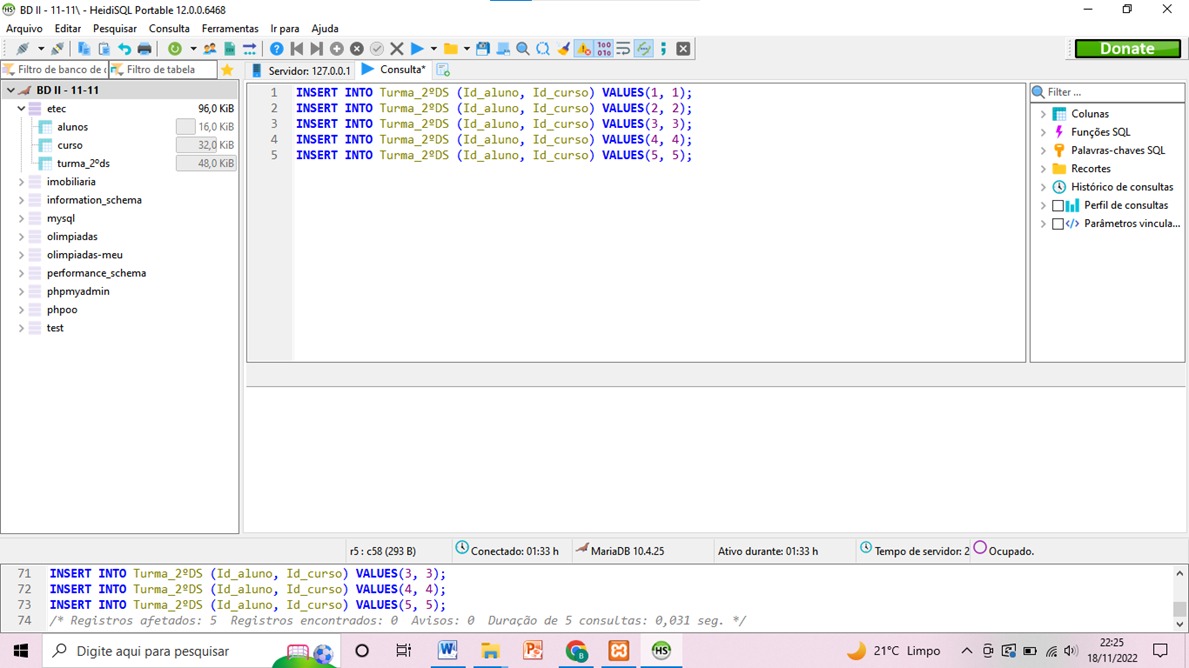 BD II - 11-11\ - HeidiSQL Portable 12.0.0.6468
Arquivo Editar Pesquisar Consulta Ferramentas Ir para Ajuda
Donate
Filtro de banco de
Filtro de tabela
Servidor: 127.0.0.1
Consulta*
BD II - 11-11
etec 96,0 KiB
alunos 16,0 KiB
curso 32,0 KiB
turma_2ºds 48,0 KiB
imobiliaria
information_schema
mysql
olimpiadas
olimpiadas-meu
performance_schema
phpmyadmin
phpoo
test
1 INSERT INTO Turma_2ºDS (Id_aluno, Id_curso) VALUES(1, 1);
2 INSERT INTO Turma_2ºDS (Id_aluno, Id_curso) VALUES(2, 2);
3 INSERT INTO Turma_2ºDS (Id_aluno, Id_curso) VALUES(3, 3);
4 INSERT INTO Turma_2ºDS (Id_aluno, Id_curso) VALUES(4, 4);
5 INSERT INTO Turma_2ºDS (Id_aluno, Id_curso) VALUES(5, 5);
Filter ...
Colunas
Funções SQL
Palavras-chaves SQL
Recortes
Histórico de consultas
Perfil de consultas
Parâmetros vincula...
r5 : c58 (293 B) Conectado: 01:33 h MariaDB 10.4.25 Ativo durante: 01:33 h Tempo de servidor: 2 Ocupado.
71 INSERT INTO Turma_2ºDS (Id_aluno, Id_curso) VALUES(3, 3);
72 INSERT INTO Turma_2ºDS (Id_aluno, Id_curso) VALUES(4, 4);
73 INSERT INTO Turma_2ºDS (Id_aluno, Id_curso) VALUES(5, 5);
74 /* Registros afetados: 5 Registros encontrados: 0 Avisos: 0 Duração de 5 consultas: 0,031 seg. */
Digite aqui para pesquisar
21°C Limpo
22:25
18/11/2022